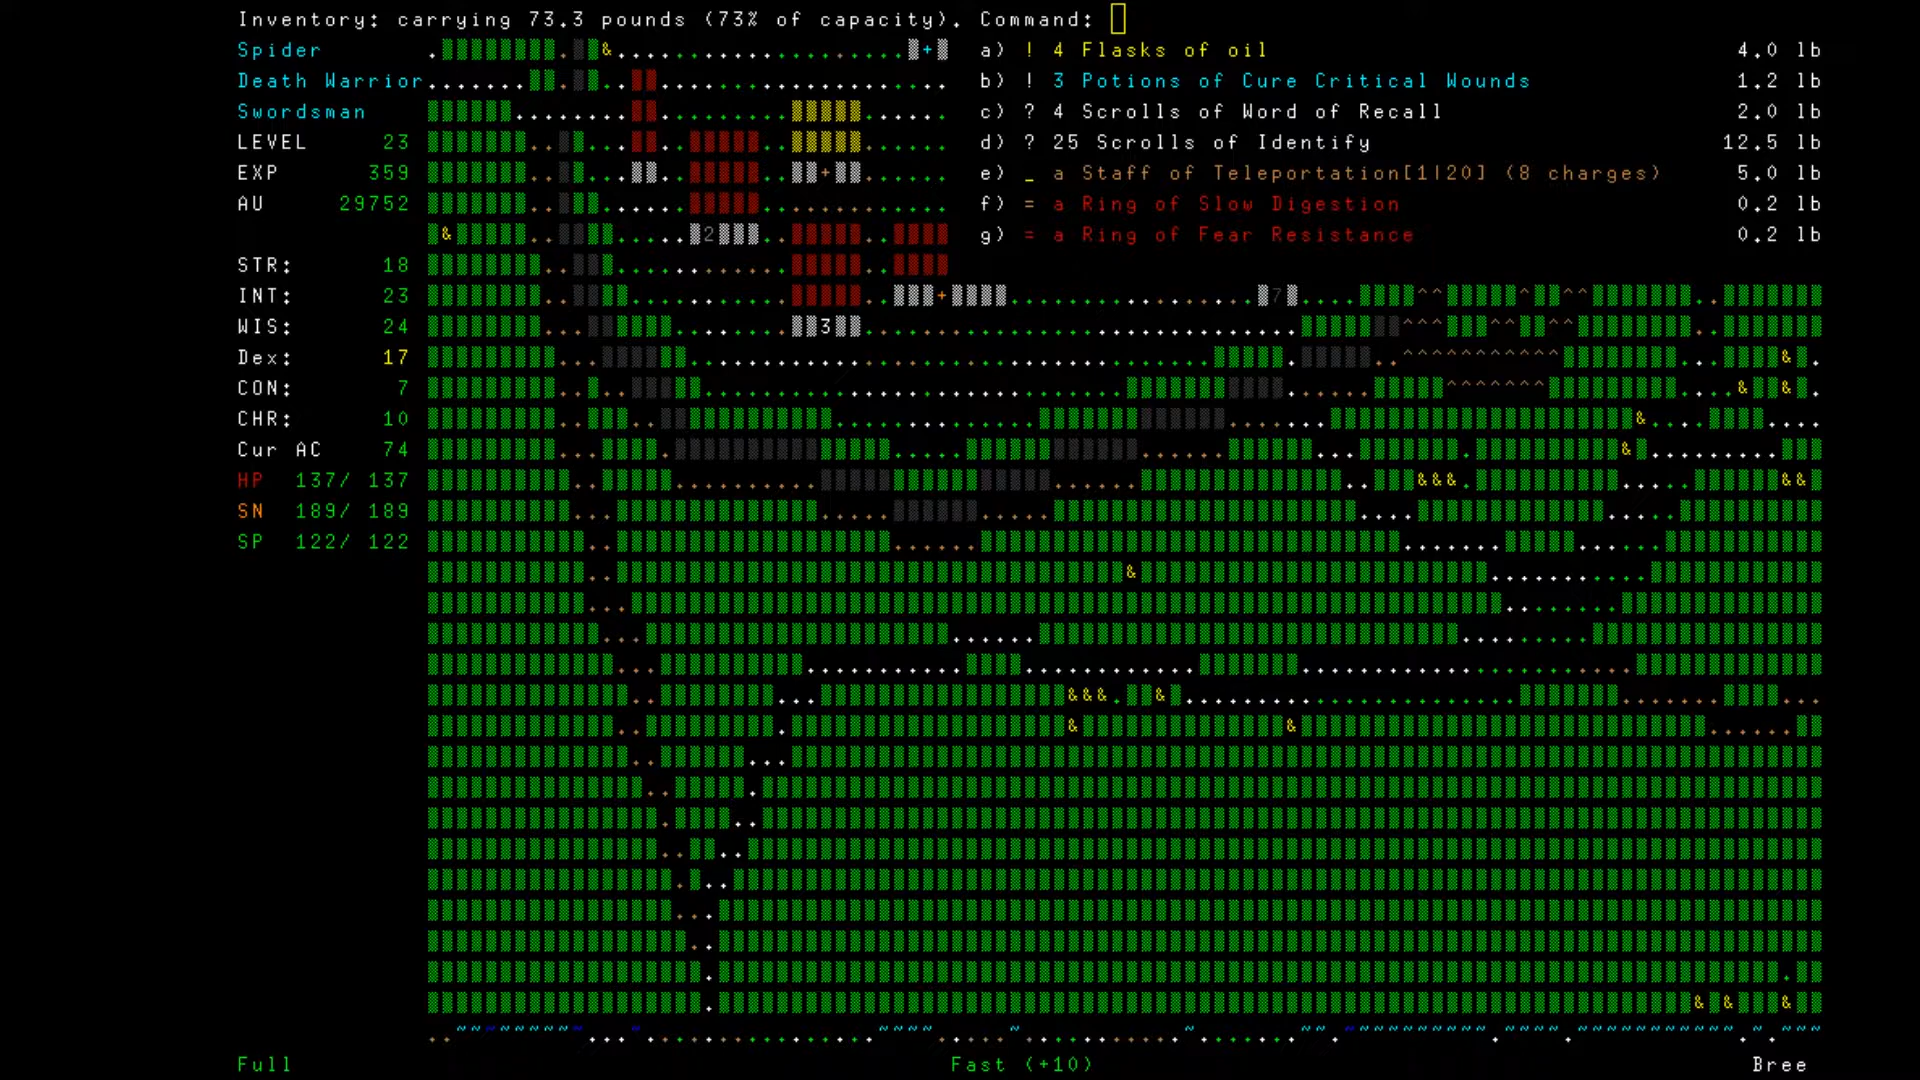 Inventory: carrying 73.3 pounds (73% of capacity). Command:
Spider
Death Warrior
Swordsman
LEVEL 23
EXP 359
AU 29752
STR: 18
INT: 23
WIS: 24
Dex: 17
CON: 7
CHR: 10
Cur AC 74
HP 137/ 137
SN 189/ 189
SP 122/ 122
a) ! 4 Flasks of oil 4.0 lb
b) ! 3 Potions of Cure Critical Wounds 1.2 lb
c) ? 4 Scrolls of Word of Recall 2.0 lb
d) ? 25 Scrolls of Identify 12.5 lb
e) _ a Staff of Teleportation[1|20] (8 charges) 5.0 lb
f) = a Ring of Slow Digestion 0.2 lb
g) = a Ring of Fear Resistance 0.2 lb
2
7
3
Full Fast (+10) Bree